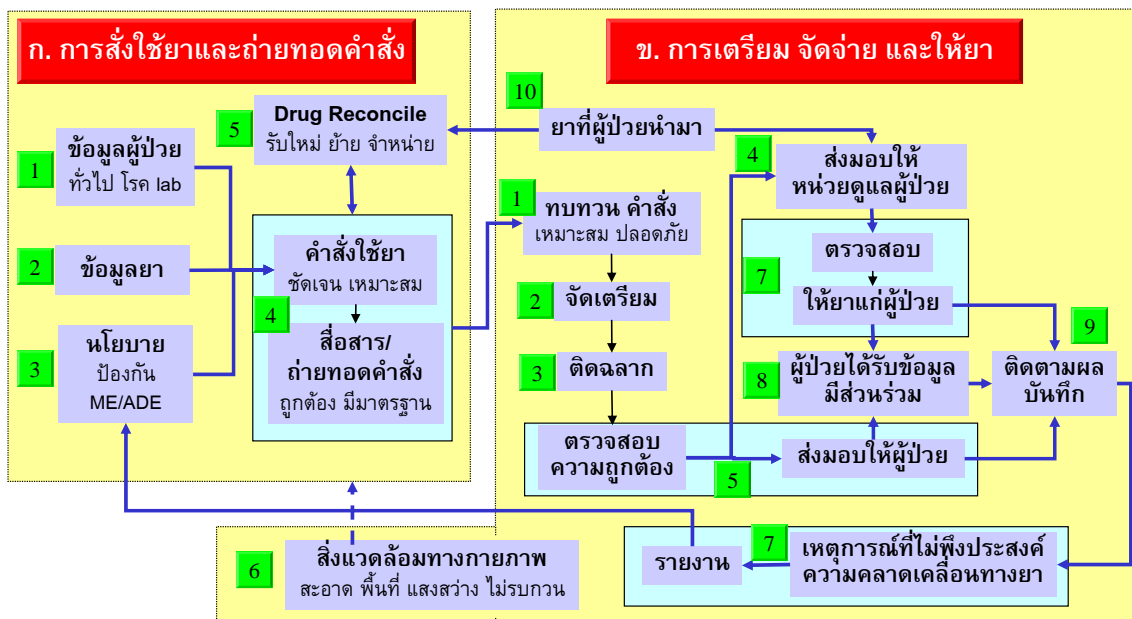 ก. การสั่งใช้ยาและถ่ายทอดคำสั่ง
5
Drug Reconcile
รับใหม่ ย้าย จำหน่าย
1
ข้อมูลผู้ป่วย
ทั่วไป โรค lab
2
ข้อมูลยา
3
นโยบาย
ป้องกัน
ME/ADE
คำสั่งใช้ยา
ชัดเจน เหมาะสม
4
สื่อสาร/
ถ่ายทอดคำสั่ง
ถูกต้อง มีมาตรฐาน
6
สิ่งแวดล้อมทางกายภาพ
สะอาด พื้นที่ แสงสว่าง ไม่รบกวน
ข. การเตรียม จัดจ่าย และให้ยา
10
ยาที่ผู้ป่วยนำมา
1
ทบทวน คำสั่ง
เหมาะสม ปลอดภัย
2
จัดเตรียม
3
ติดฉลาก
ตรวจสอบ
ความถูกต้อง
5
ส่งมอบให้ผู้ป่วย
4
ส่งมอบให้
หน่วยดูแลผู้ป่วย
7
ตรวจสอบ
ให้ยาแก่ผู้ป่วย
8
ผู้ป่วยได้รับข้อมูล
มีส่วนร่วม
9
ติดตามผล
บันทึก
รายงาน
7
เหตุการณ์ที่ไม่พึงประสงค์
ความคลาดเคลื่อนทางยา